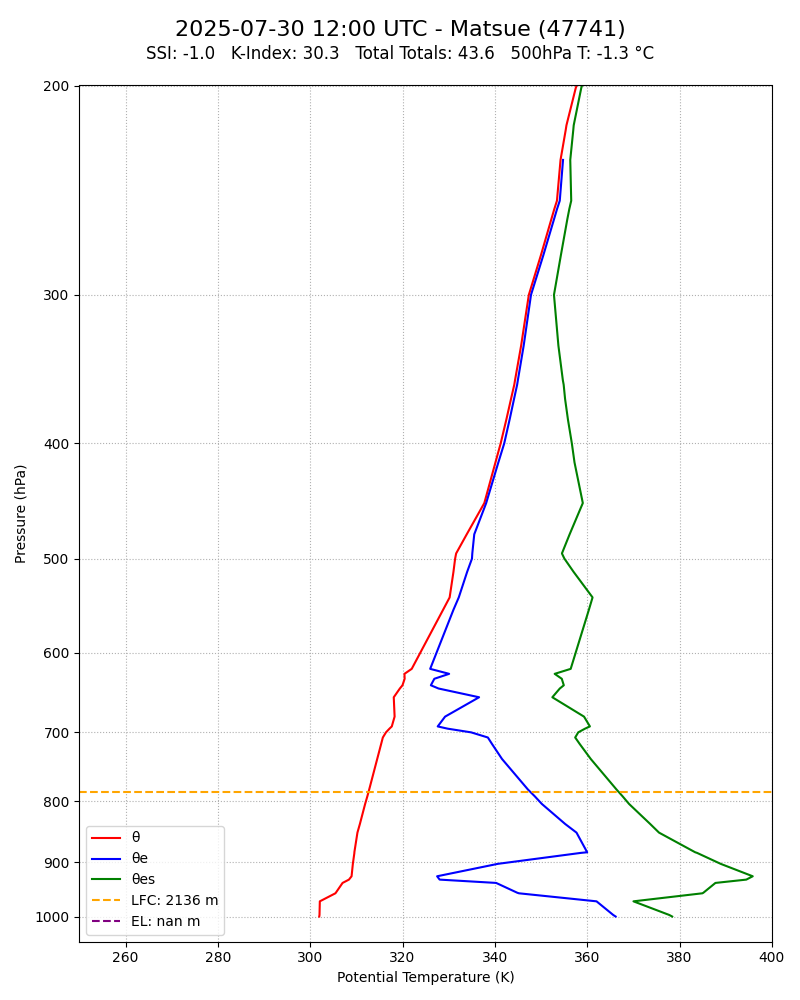 2025-07-30 12:00 UTC - Matsue (47741)
SSI: -1.0   K-Index: 30.3   Total Totals: 43.6   500hPa T: -1.3 °C
200
300
400
500
600
700
800
900
1000
Pressure (hPa)
θ
θe
θes
LFC: 2136 m
EL: nan m
260 280 300 320 340 360 380 400
Potential Temperature (K)